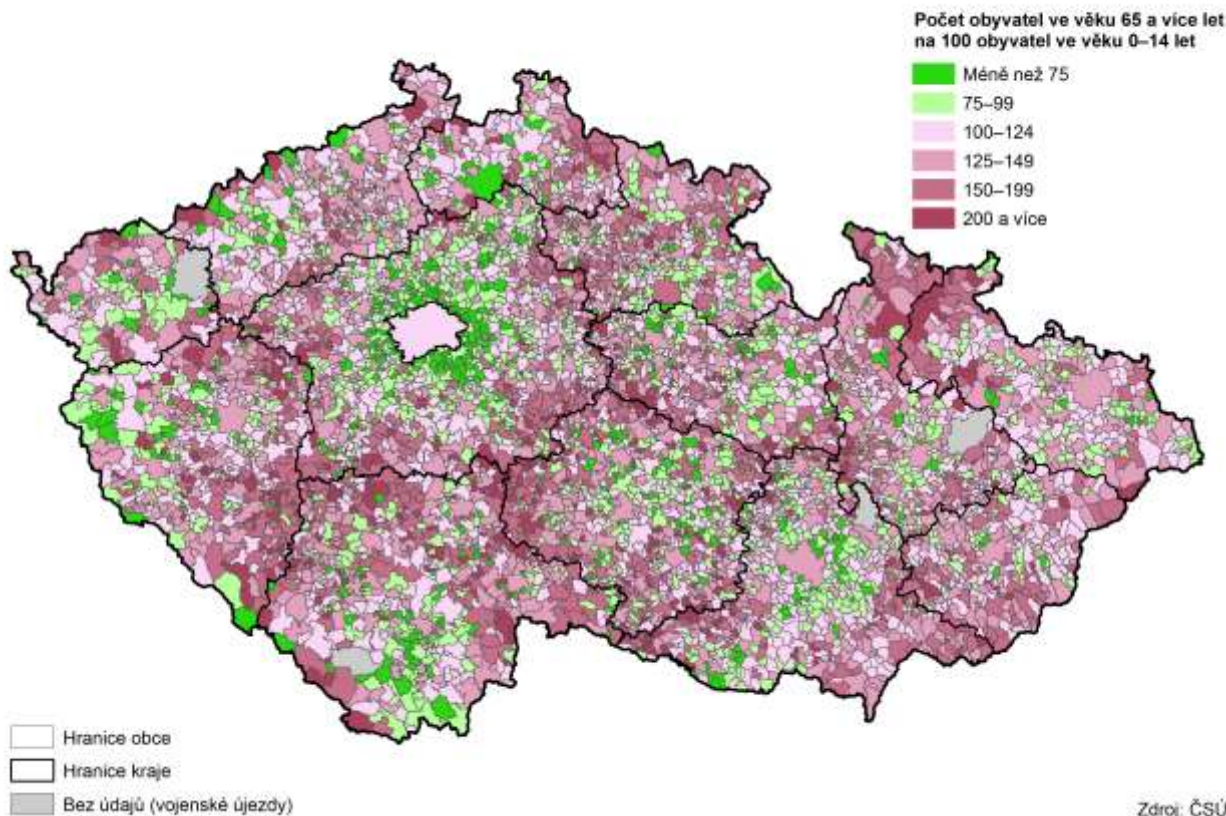 Počet obyvatel ve věku 65 a více let
na 100 obyvatel ve věku 0–14 let
Méně než 75
75–99
100–124
125–149
150–199
200 a více
Hranice obce
Hranice kraje
Bez údajů (vojenské újezdy)
Zdroj: ČSÚ